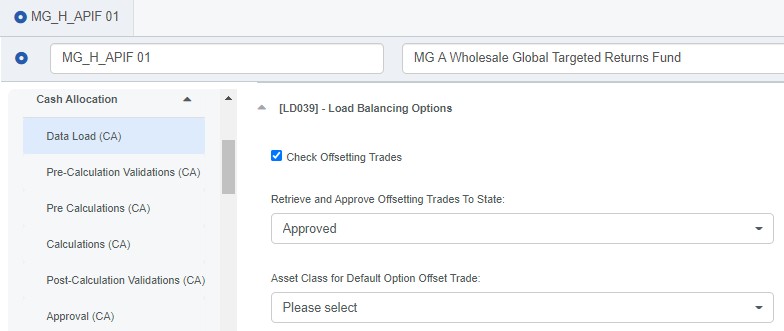 MG_H_APIF 01
MG_H_APIF 01
MG A Wholesale Global Targeted Returns Fund
Cash Allocation
Data Load (CA)
Pre-Calculation Validations (CA)
Pre Calculations (CA)
Calculations (CA)
Post-Calculation Validations (CA)
Approval (CA)
[LD039] - Load Balancing Options
Check Offsetting Trades
Retrieve and Approve Offsetting Trades To State:
Approved
Asset Class for Default Option Offset Trade:
Please select